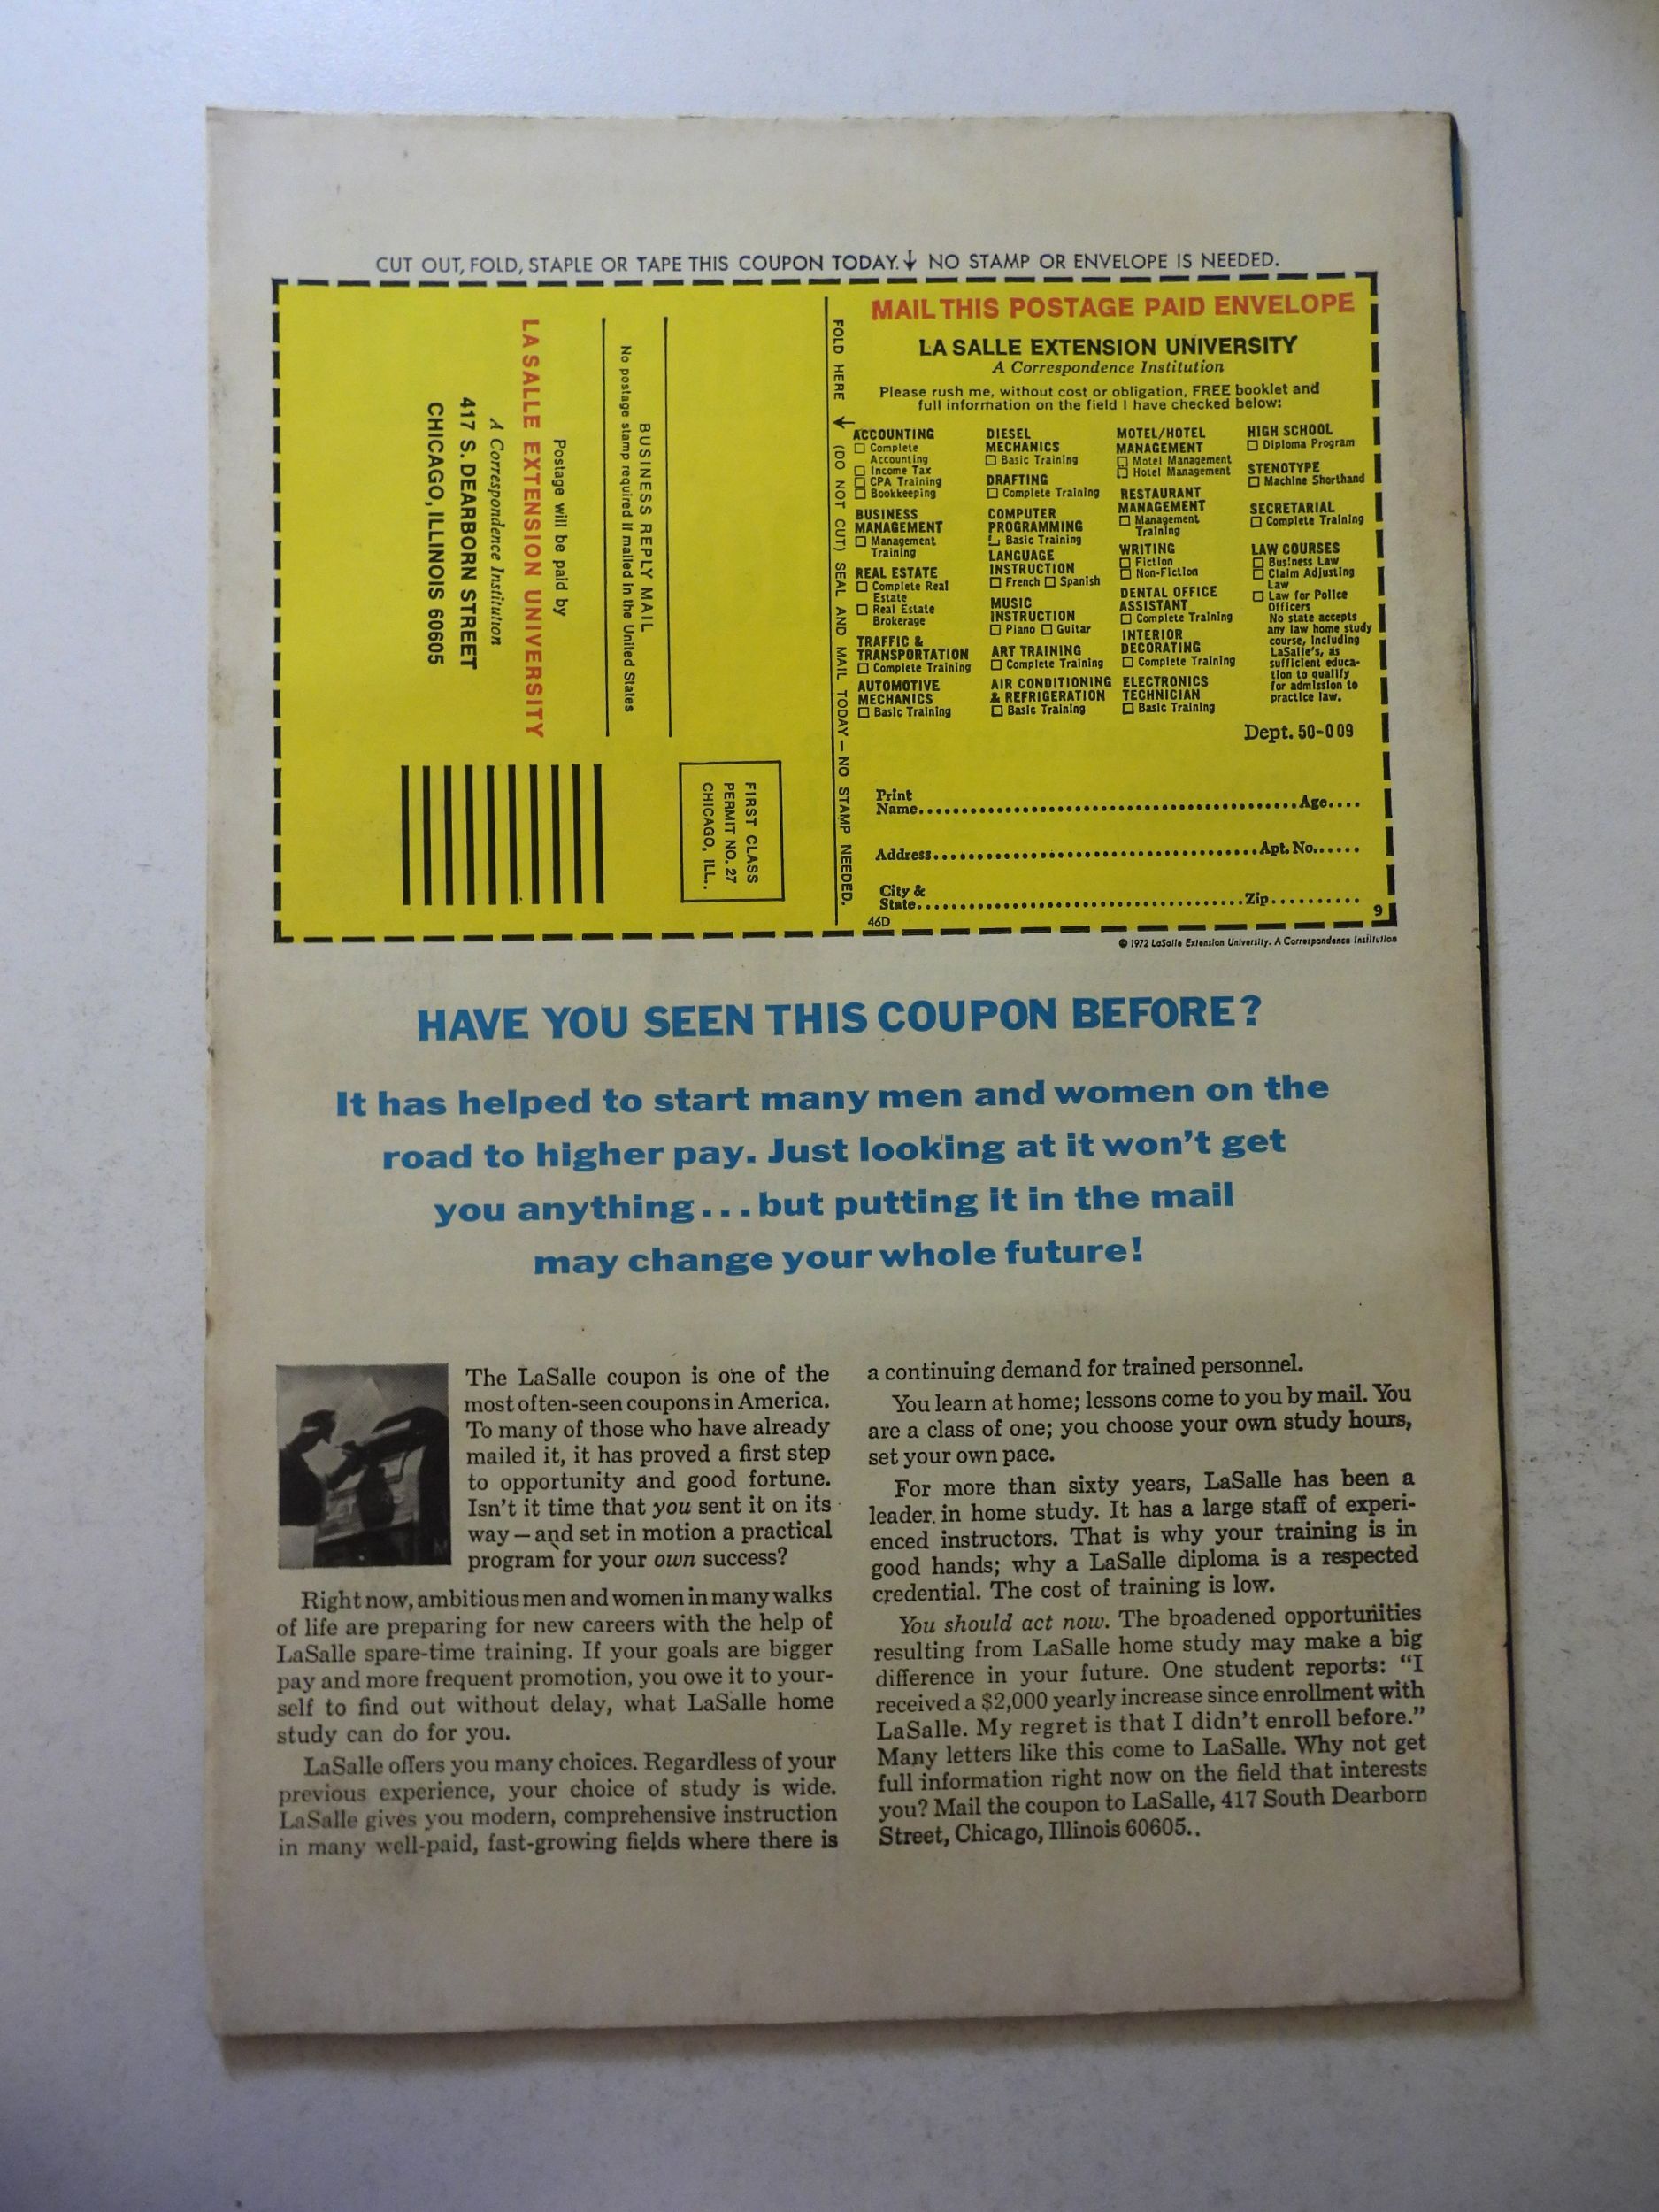 CUT OUT, FOLD, STAPLE OR TAPE THIS COUPON TODAY. NO STAMP OR ENVELOPE IS NEEDED.
BUSINESS REPLY MAIL
No postage stamp required if mailed in the United States
Postage will be paid by
LA SALLE EXTENSION UNIVERSITY
A Correspondence Institution
417 S. DEARBORN STREET
CHICAGO, ILLINOIS 60605
FIRST CLASS
PERMIT NO. 27
CHICAGO, ILL..
FOLD HERE (DO NOT CUT) SEAL AND MAIL TODAY — NO STAMP NEEDED.
MAIL THIS POSTAGE PAID ENVELOPE
LA SALLE EXTENSION UNIVERSITY
A Correspondence Institution
Please rush me, without cost or obligation, FREE booklet and
full information on the field I have checked below:
ACCOUNTING
Complete
Accounting
Income Tax
CPA Training
Bookkeeping
BUSINESS
MANAGEMENT
Management
Training
REAL ESTATE
Complete Real
Estate
Real Estate
Brokerage
TRAFFIC &
TRANSPORTATION
Complete Training
AUTOMOTIVE
MECHANICS
Basic Training
DIESEL
MECHANICS
Basic Training
DRAFTING
Complete Training
COMPUTER
PROGRAMMING
Basic Training
LANGUAGE
INSTRUCTION
French Spanish
MUSIC
INSTRUCTION
Piano Guitar
ART TRAINING
Complete Training
AIR CONDITIONING
& REFRIGERATION
Basic Training
MOTEL/HOTEL
MANAGEMENT
Motel Management
Hotel Management
RESTAURANT
MANAGEMENT
Management
Training
WRITING
Fiction
Non-Fiction
DENTAL OFFICE
ASSISTANT
Complete Training
INTERIOR
DECORATING
Complete Training
ELECTRONICS
TECHNICIAN
Basic Training
HIGH SCHOOL
Diploma Program
STENOTYPE
Machine Shorthand
SECRETARIAL
Complete Training
LAW COURSES
Business Law
Claim Adjusting
Law
Law for Police
Officers
No state accepts
any law home study
course, including
LaSalle's, as
sufficient educa-
tion to qualify
for admission to
practice law.
Dept. 50-009
Print
Name Age
Address Apt. No.
City &
State Zip
46D 9
© 1972 LaSalle Extension University. A Correspondence Institution
HAVE YOU SEEN THIS COUPON BEFORE?
It has helped to start many men and women on the
road to higher pay. Just looking at it won't get
you anything...but putting it in the mail
may change your whole future!
The LaSalle coupon is one of the
most often-seen coupons in America.
To many of those who have already
mailed it, it has proved a first step
to opportunity and good fortune.
Isn't it time that you sent it on its
way — and set in motion a practical
program for your own success?
Right now, ambitious men and women in many walks
of life are preparing for new careers with the help of
LaSalle spare-time training. If your goals are bigger
pay and more frequent promotion, you owe it to your-
self to find out without delay, what LaSalle home
study can do for you.
LaSalle offers you many choices. Regardless of your
previous experience, your choice of study is wide.
LaSalle gives you modern, comprehensive instruction
in many well-paid, fast-growing fields where there is
a continuing demand for trained personnel.
You learn at home; lessons come to you by mail. You
are a class of one; you choose your own study hours,
set your own pace.
For more than sixty years, LaSalle has been a
leader in home study. It has a large staff of experi-
enced instructors. That is why your training is in
good hands; why a LaSalle diploma is a respected
credential. The cost of training is low.
You should act now. The broadened opportunities
resulting from LaSalle home study may make a big
difference in your future. One student reports: "I
received a $2,000 yearly increase since enrollment with
LaSalle. My regret is that I didn't enroll before."
Many letters like this come to LaSalle. Why not get
full information right now on the field that interests
you? Mail the coupon to LaSalle, 417 South Dearborn
Street, Chicago, Illinois 60605..